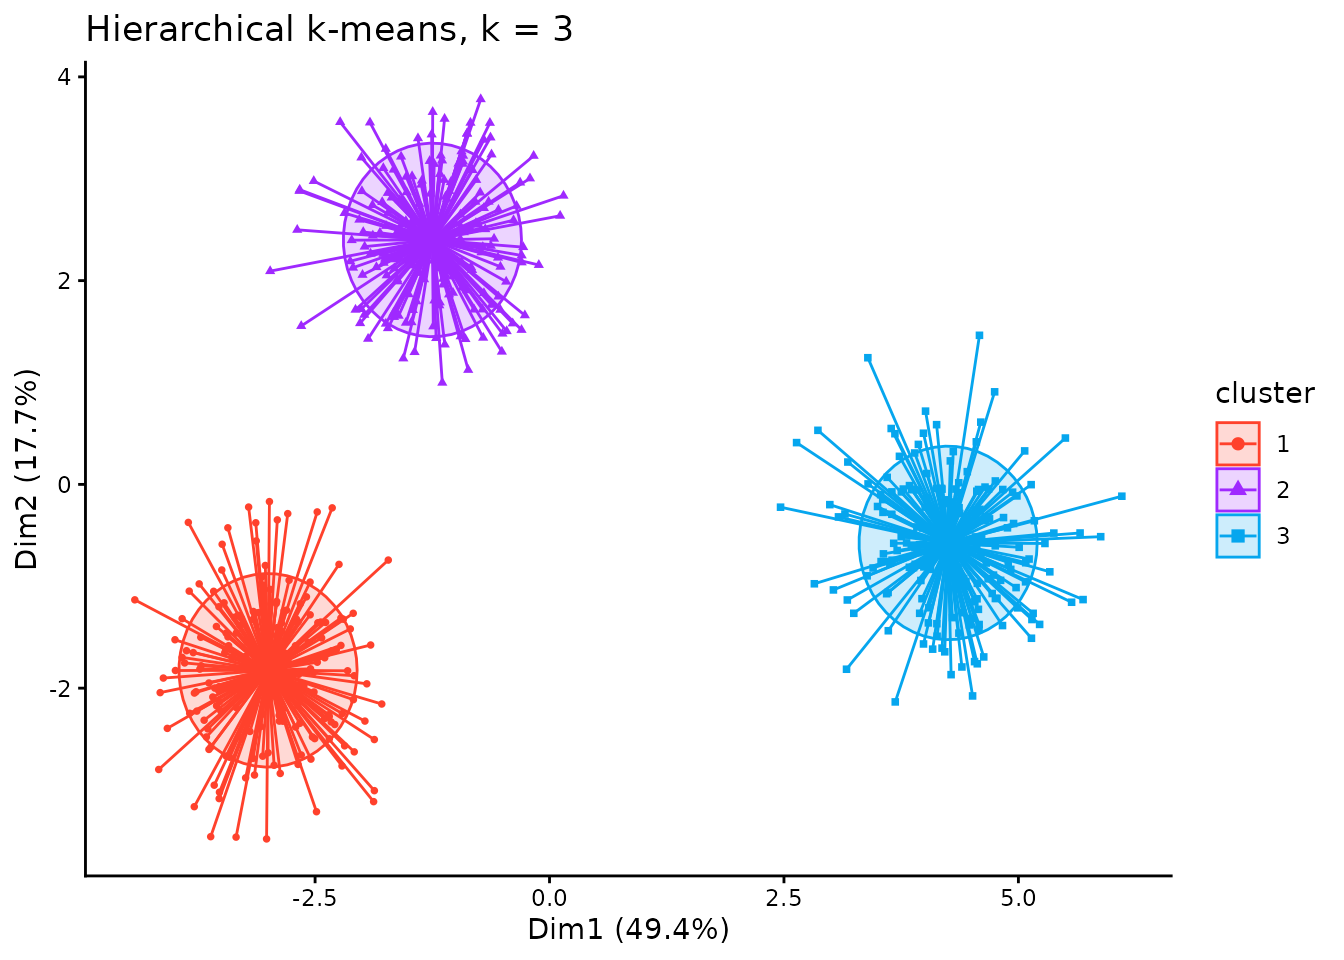 Hierarchical k-means, k = 3
4
2
0
-2
Dim2 (17.7%)
-2.5
0.0
2.5
5.0
Dim1 (49.4%)
cluster
1
2
3